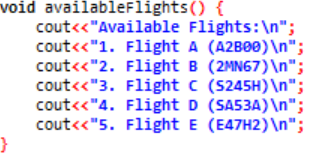 void availableFlights() {
    cout<<"Available Flights:\n";
    cout<<"1. Flight A (A2B00)\n";
    cout<<"2. Flight B (2MN67)\n";
    cout<<"3. Flight C (S245H)\n";
    cout<<"4. Flight D (SA53A)\n";
    cout<<"5. Flight E (E47H2)\n";
}